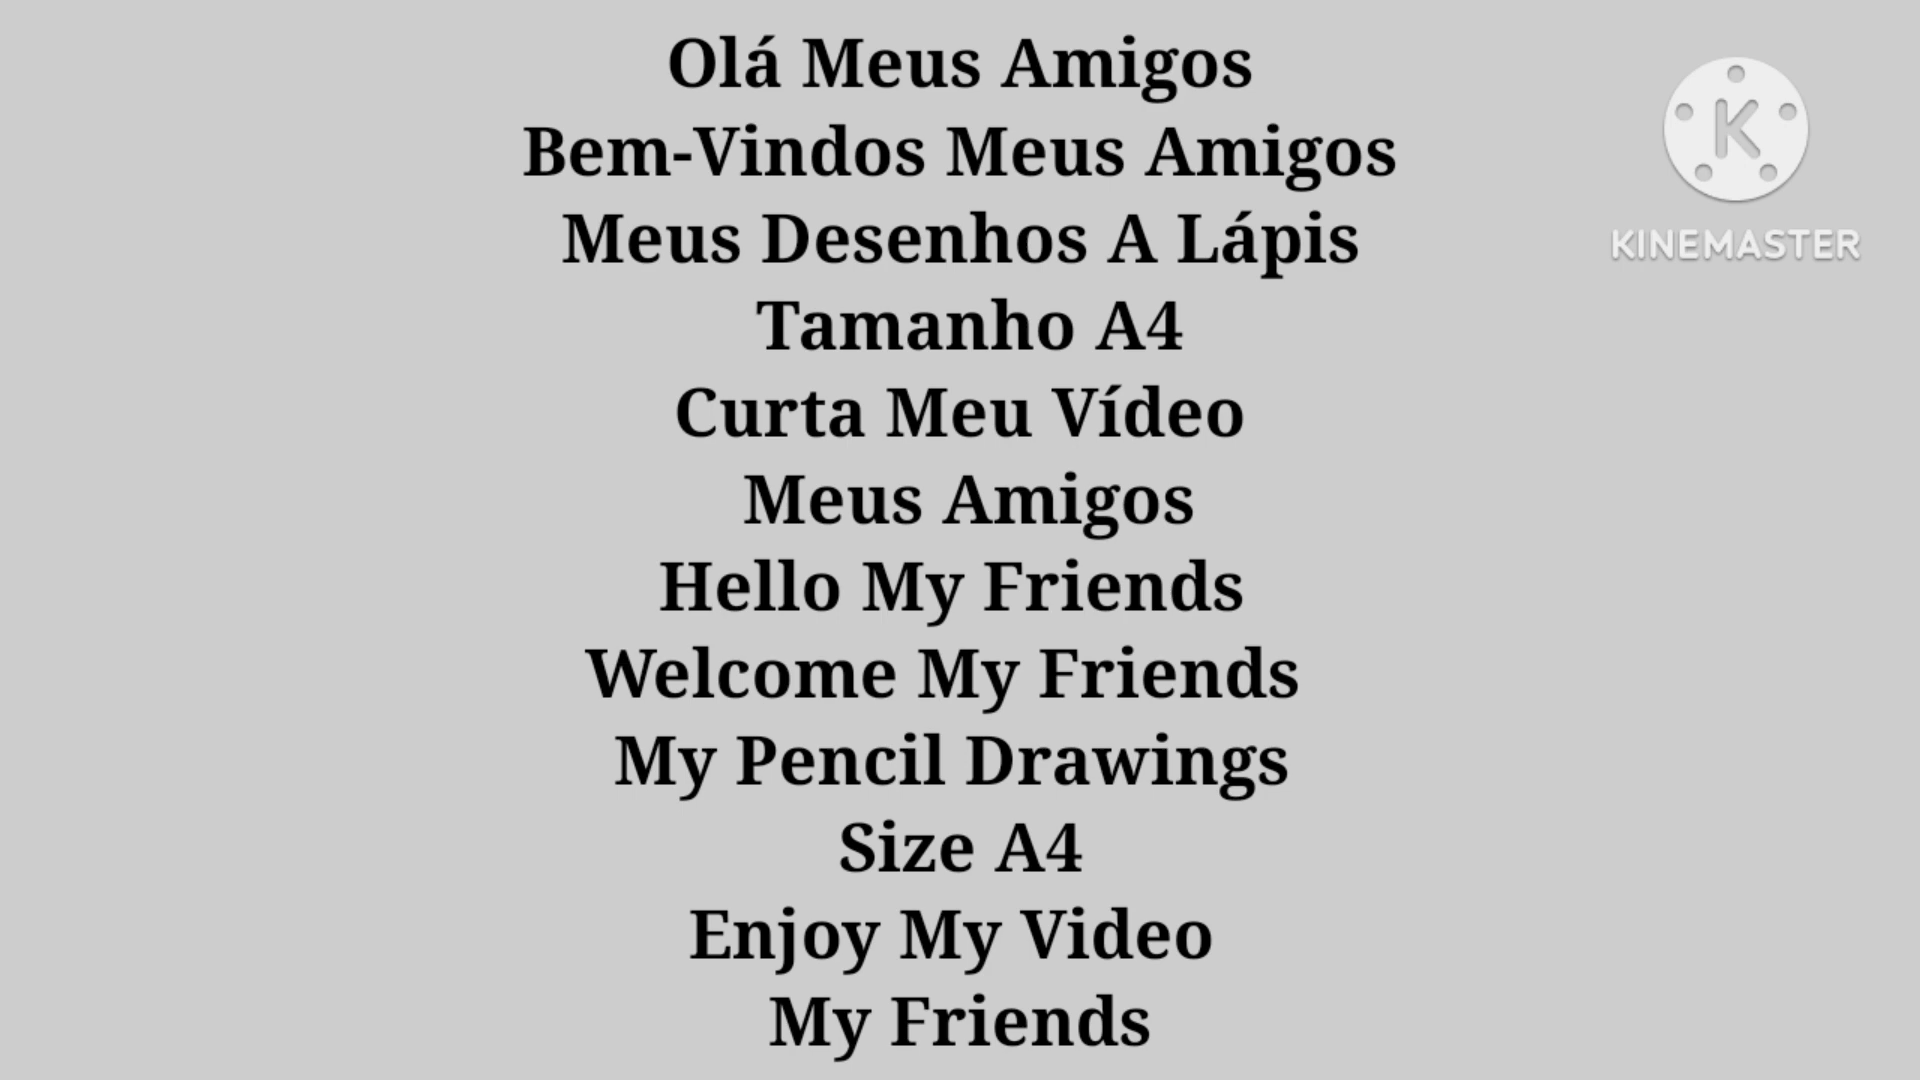 Olá Meus Amigos
Bem-Vindos Meus Amigos
Meus Desenhos A Lápis
Tamanho A4
Curta Meu Vídeo
Meus Amigos
Hello My Friends
Welcome My Friends
My Pencil Drawings
Size A4
Enjoy My Video
My Friends
K
KINEMASTER